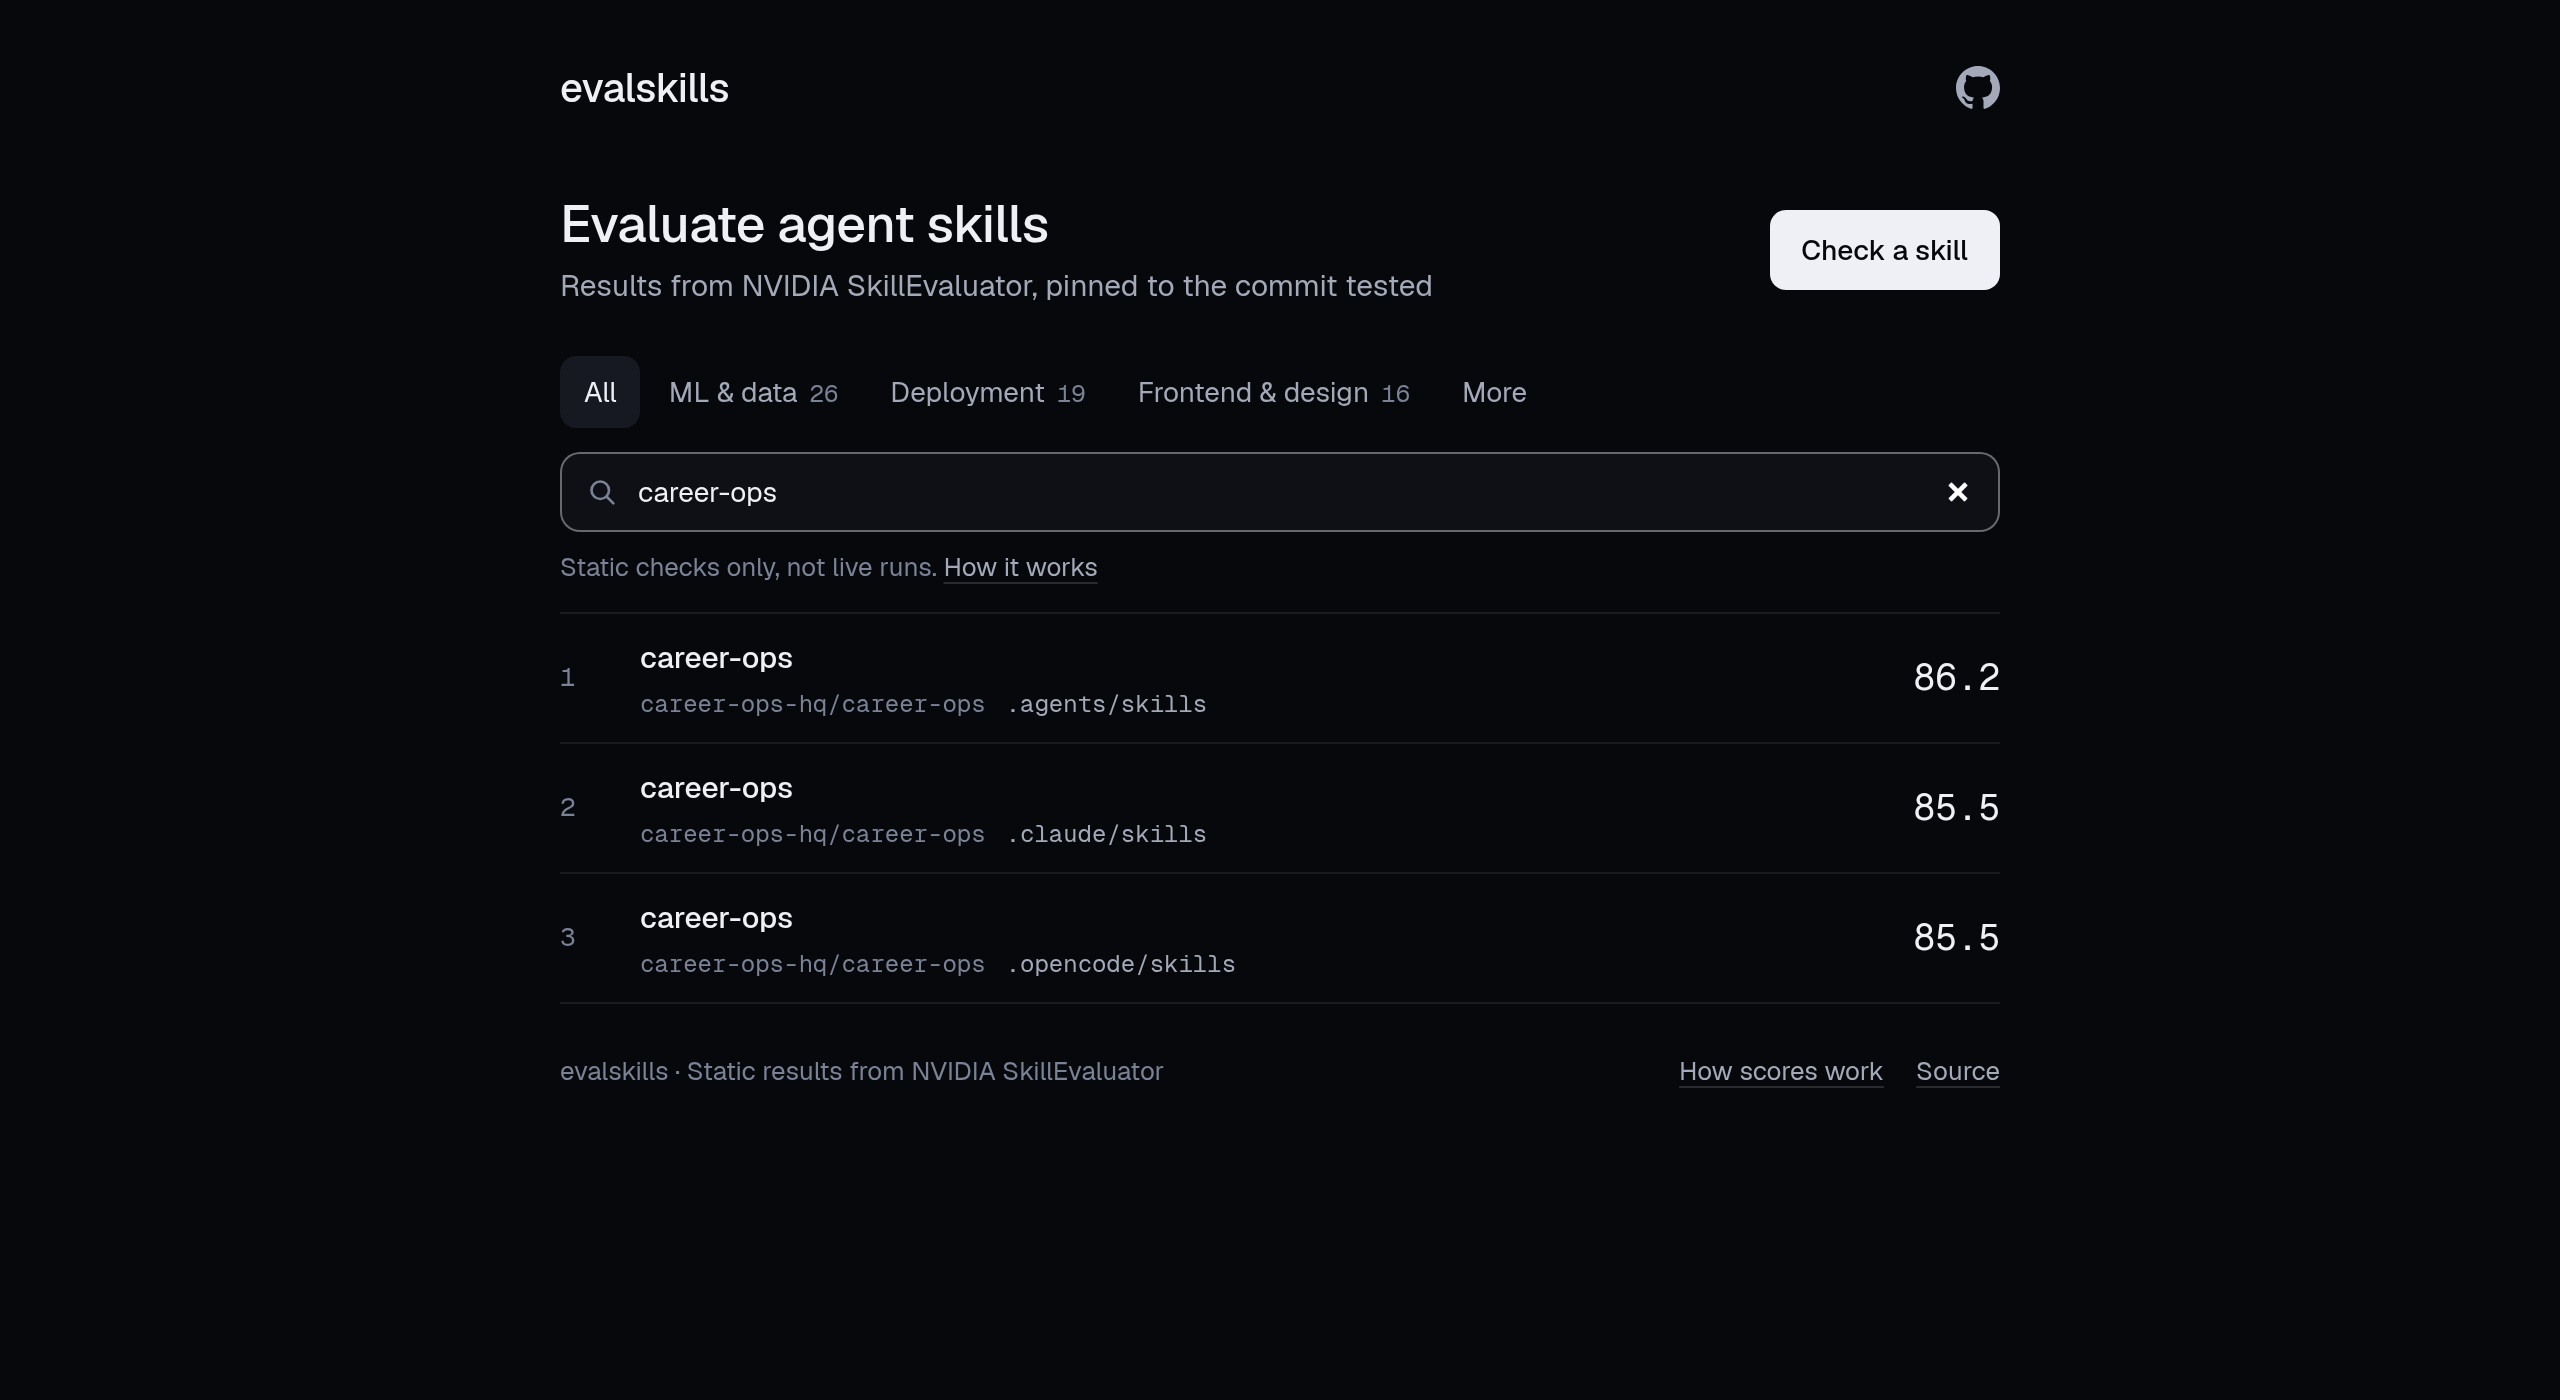 evalskills
Evaluate agent skills
Check a skill
Results from NVIDIA SkillEvaluator, pinned to the commit tested
All ML & data 26 Deployment 19 Frontend & design 16 More
career-ops
Static checks only, not live runs. How it works
1 career-ops 86.2
career-ops-hq/career-ops .agents/skills
2 career-ops 85.5
career-ops-hq/career-ops .claude/skills
3 career-ops 85.5
career-ops-hq/career-ops .opencode/skills
evalskills · Static results from NVIDIA SkillEvaluator How scores work Source